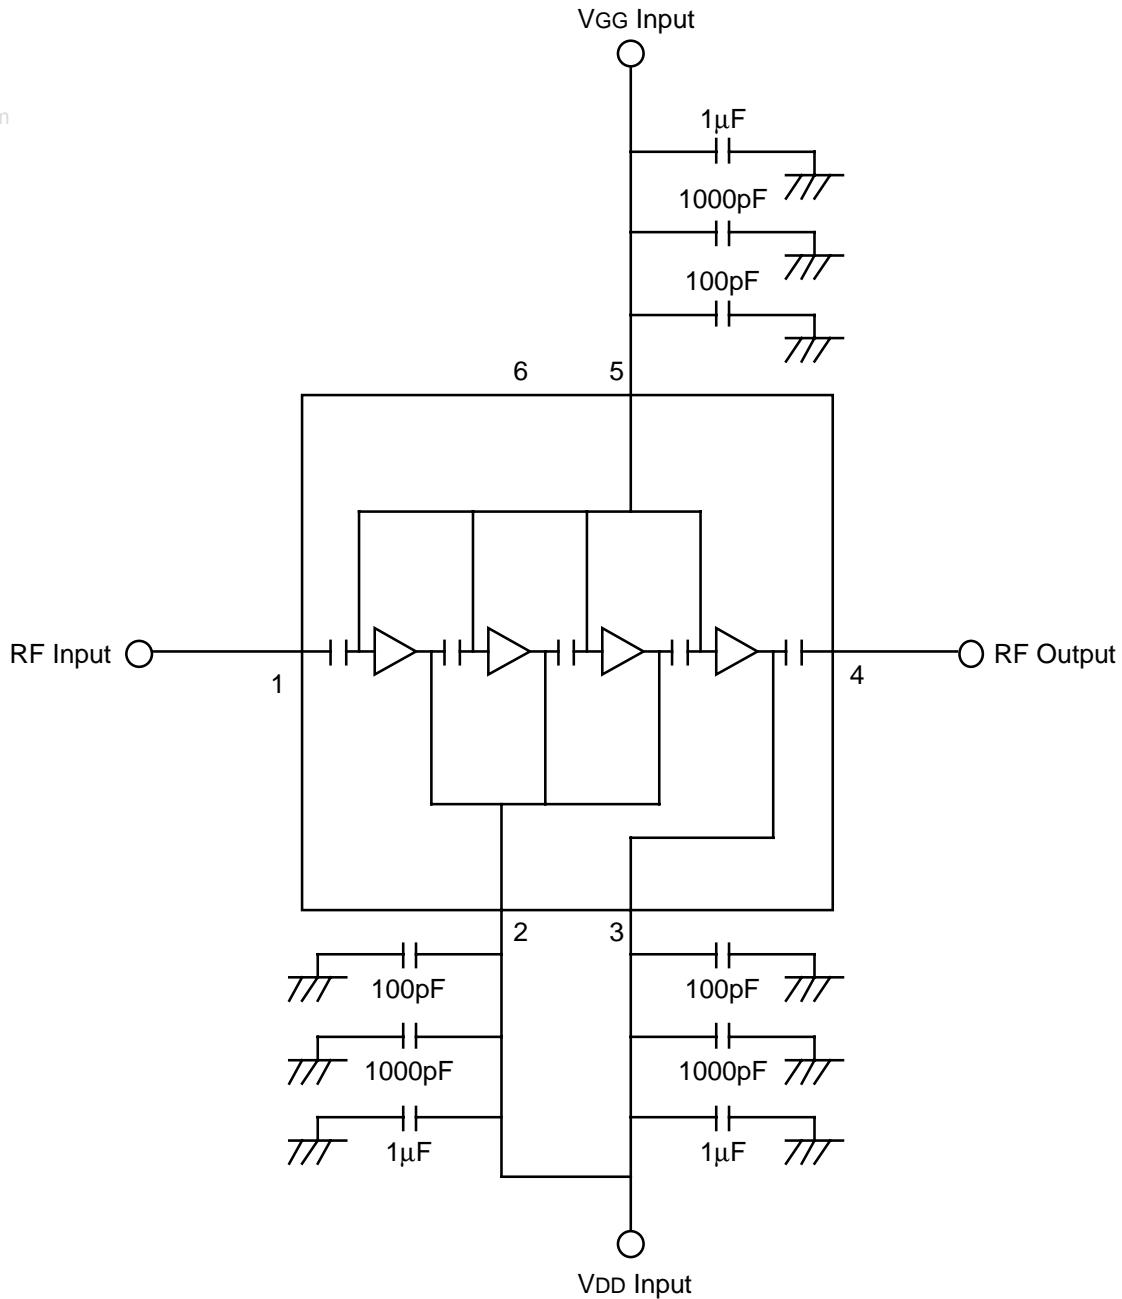 VGG Input
m
1μF
1000pF
100pF
6 5
RF Input
1
4
RF Output
2 3
100pF 100pF
1000pF 1000pF
1μF 1μF
VDD Input